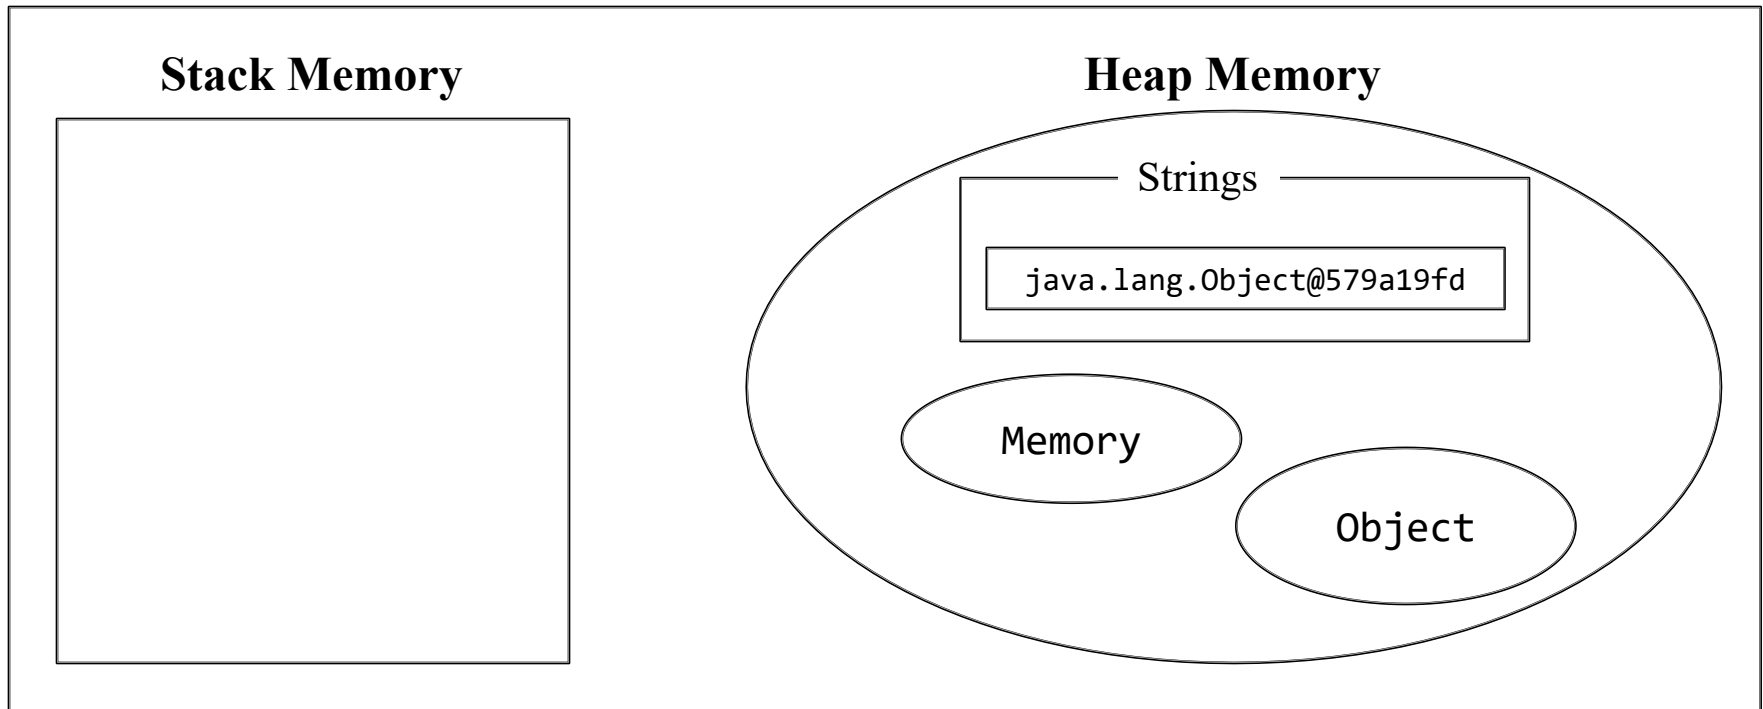 Stack Memory
Heap Memory
Strings
java.lang.Object@579a19fd
Memory
Object